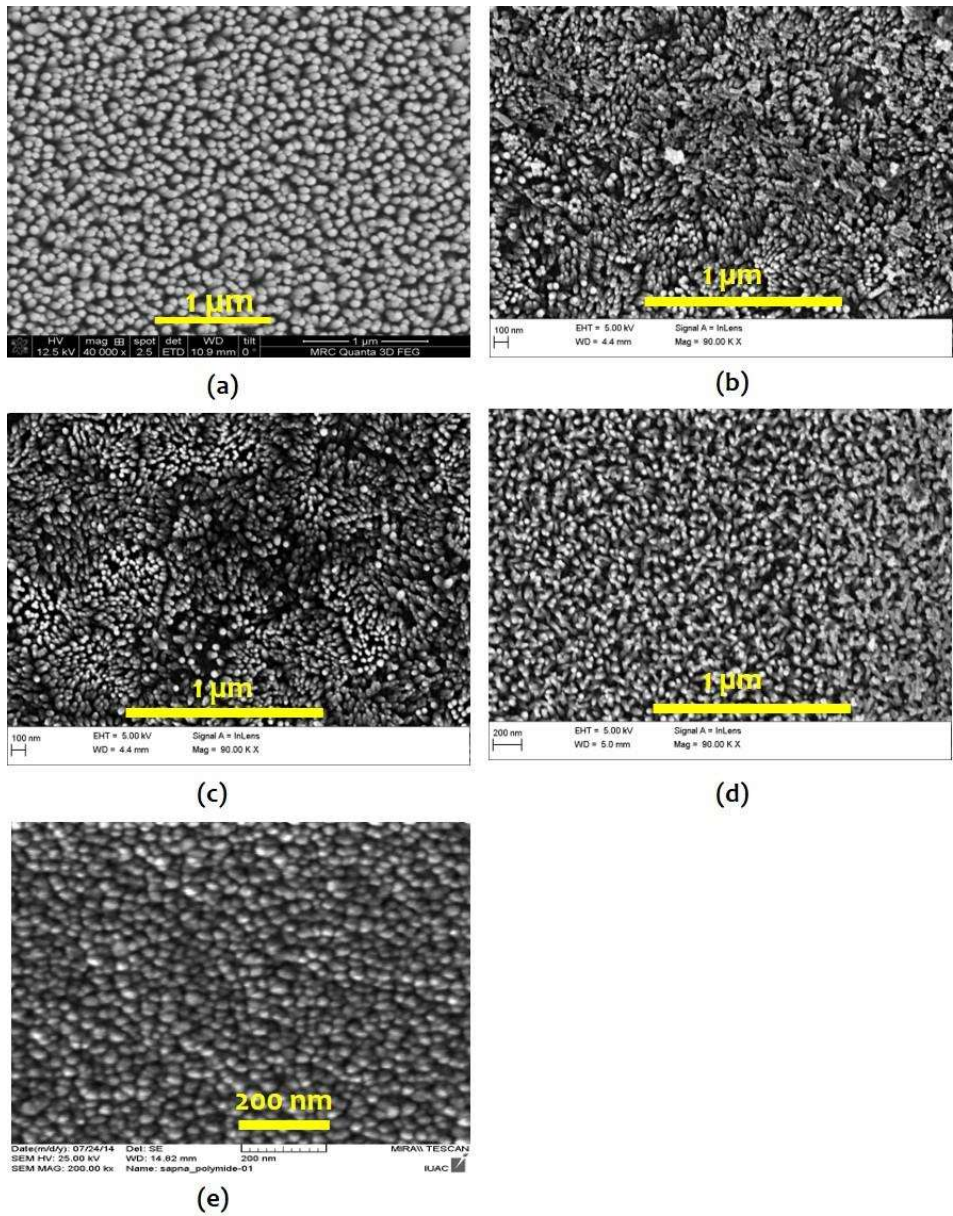 1 µm
HV mag ⊞ spot det WD tilt 1 µm
12.5 kV 40 000 x 2.5 ETD 10.9 mm 0 ° MRC Quanta 3D FEG
(a)
1 µm
100 nm EHT = 5.00 kV Signal A = InLens
WD = 4.4 mm Mag = 90.00 K X
(b)
1 µm
100 nm EHT = 5.00 kV Signal A = InLens
WD = 4.4 mm Mag = 90.00 K X
(c)
1 µm
200 nm EHT = 5.00 kV Signal A = InLens
WD = 5.0 mm Mag = 90.00 K X
(d)
200 nm
Date(m/d/y): 07/24/14 Det: SE MIRA\\ TESCAN
SEM HV: 25.00 kV WD: 14.82 mm 200 nm
SEM MAG: 200.00 kx Name: sapna_polymide-01 IUAC
(e)